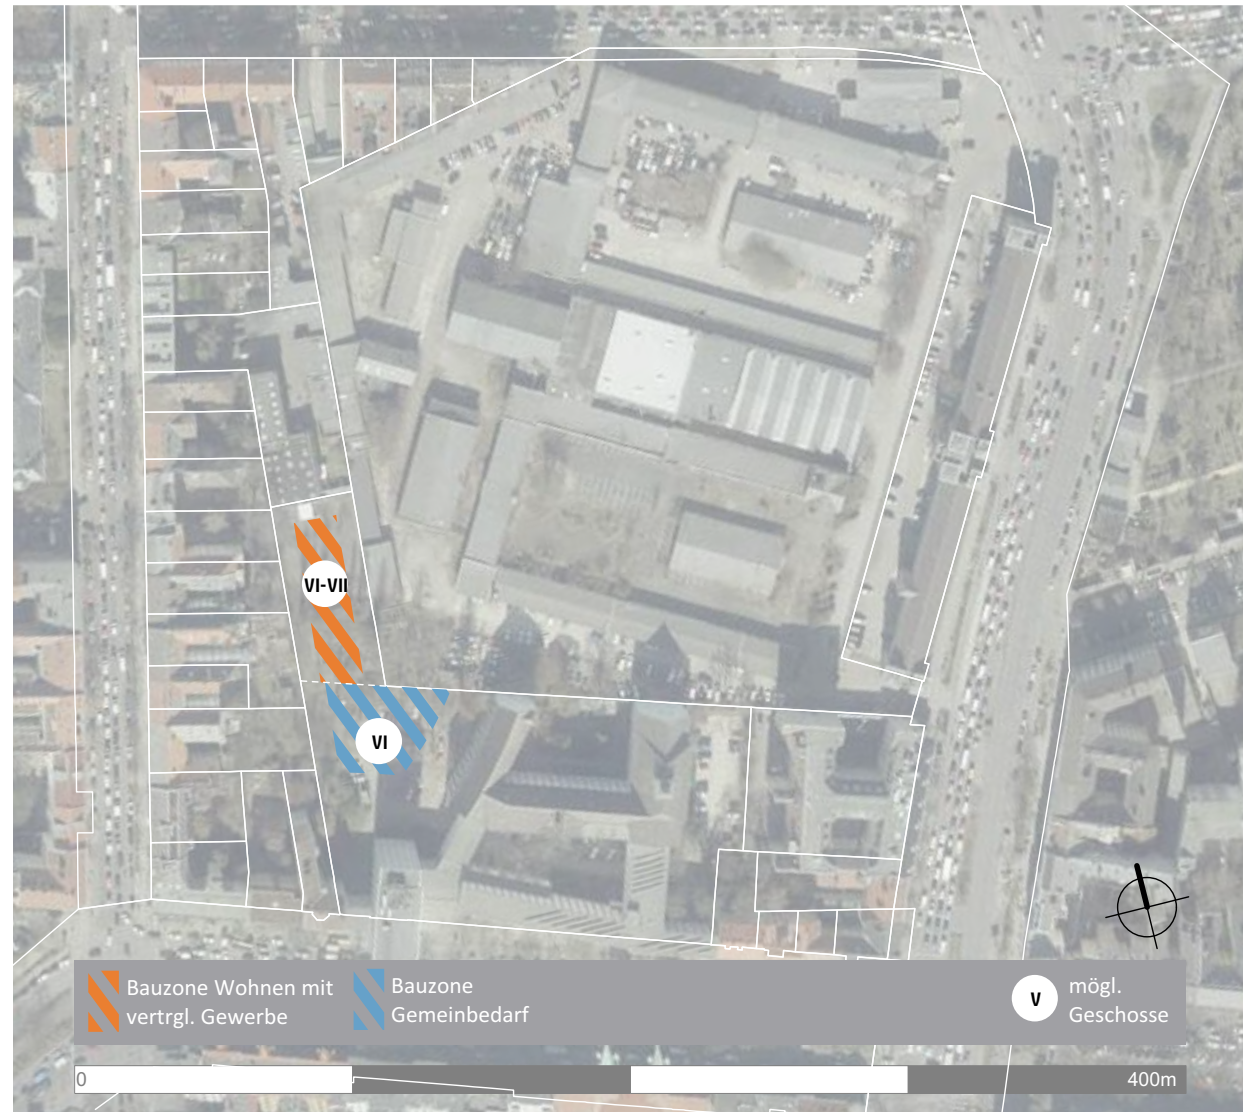 VI-VII
VI
Bauzone Wohnen mit
vertrgl. Gewerbe
Bauzone
Gemeinbedarf
V
mögl.
Geschosse
0
400m